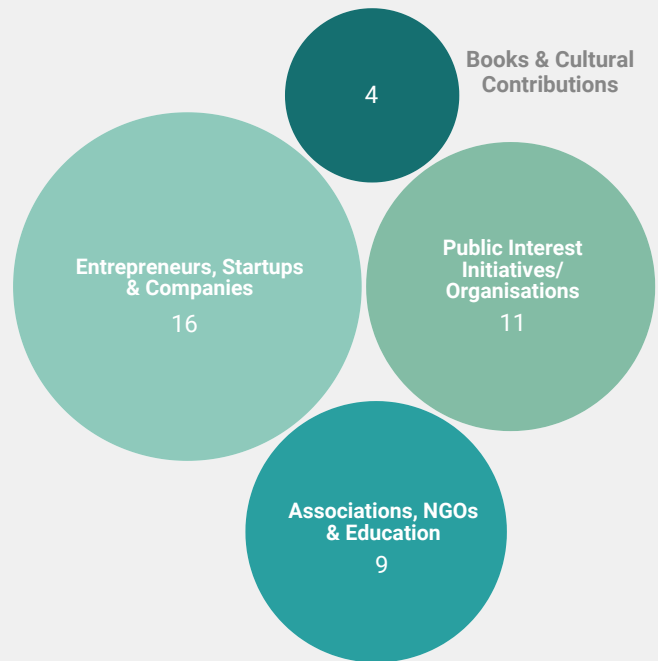 Books & Cultural
Contributions
4
Entrepreneurs, Startups
& Companies
16
Public Interest
Initiatives/
Organisations
11
Associations, NGOs
& Education
9